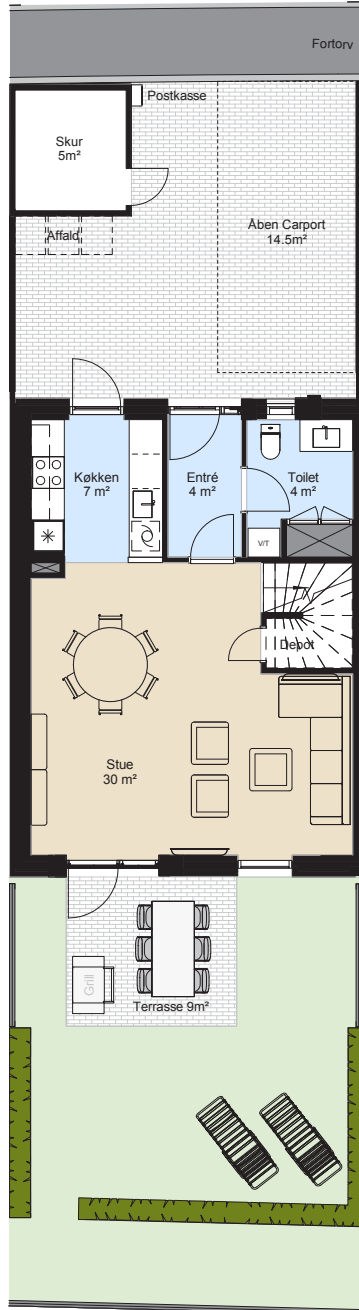 Fortorv
Postkasse
Skur
5m²
Affald
Åben Carport
14.5m²
Køkken
7 m²
Entré
4 m²
Toilet
4 m²
V/T
Depot
Stue
30 m²
Grill
Terrasse 9m²